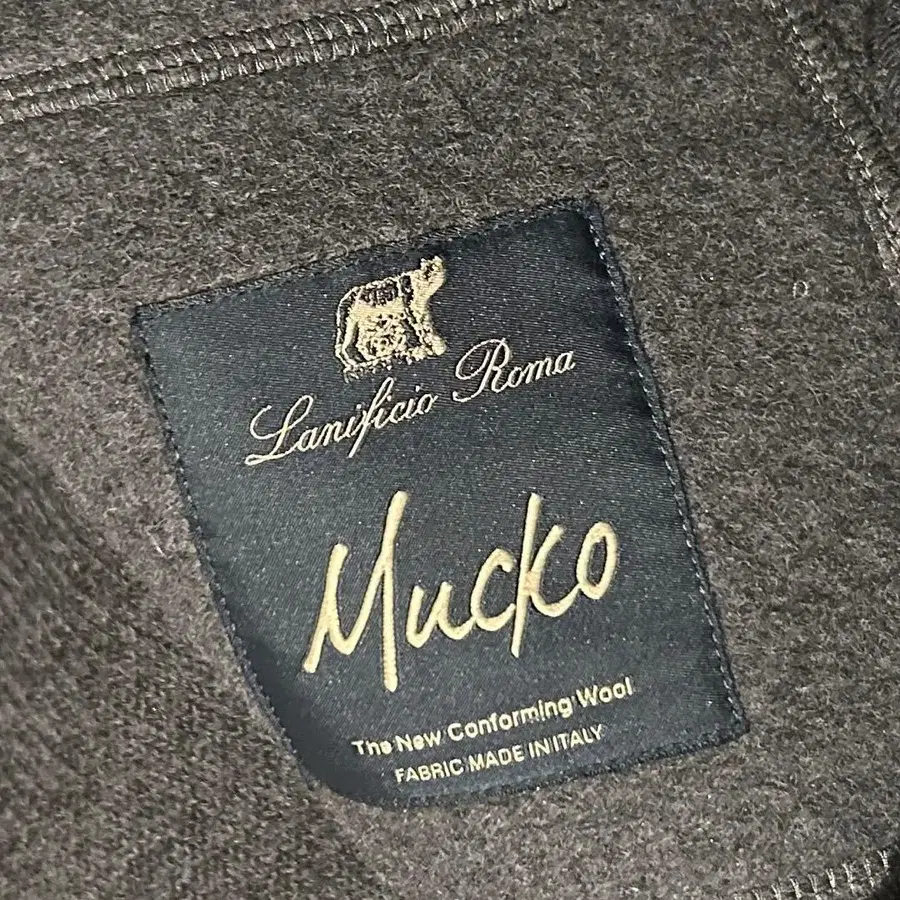 Lanificio Roma
Mucko
The New Conforming Wool
FABRIC MADE IN ITALY